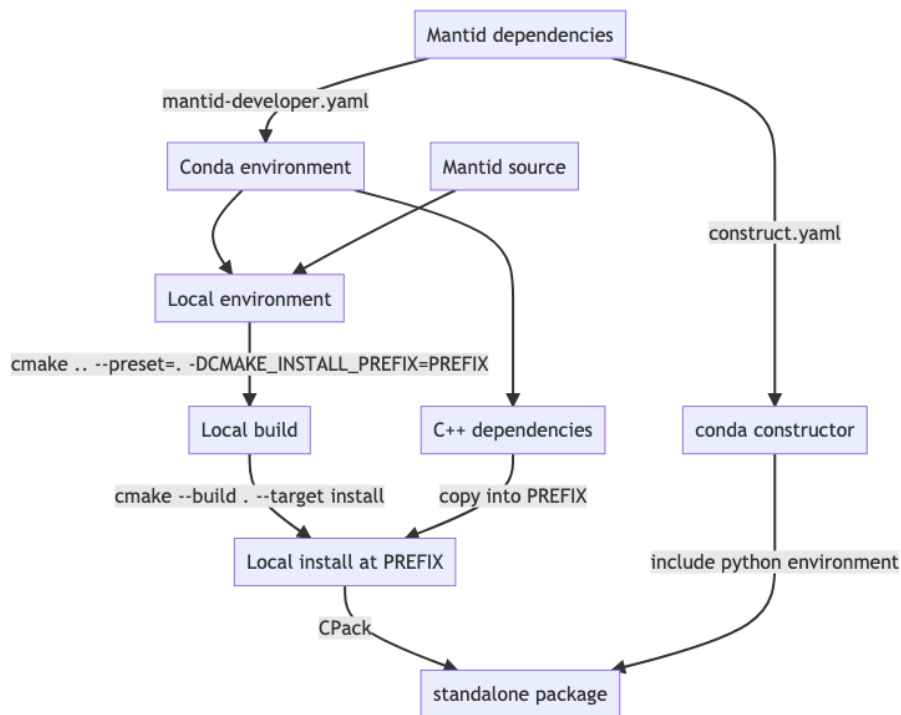 Mantid dependencies
mantid-developer.yaml
Conda environment
Mantid source
construct.yaml
Local environment
cmake .. --preset=. -DCMAKE_INSTALL_PREFIX=PREFIX
Local build
C++ dependencies
conda constructor
cmake --build . --target install
copy into PREFIX
Local install at PREFIX
include python environment
CPack
standalone package